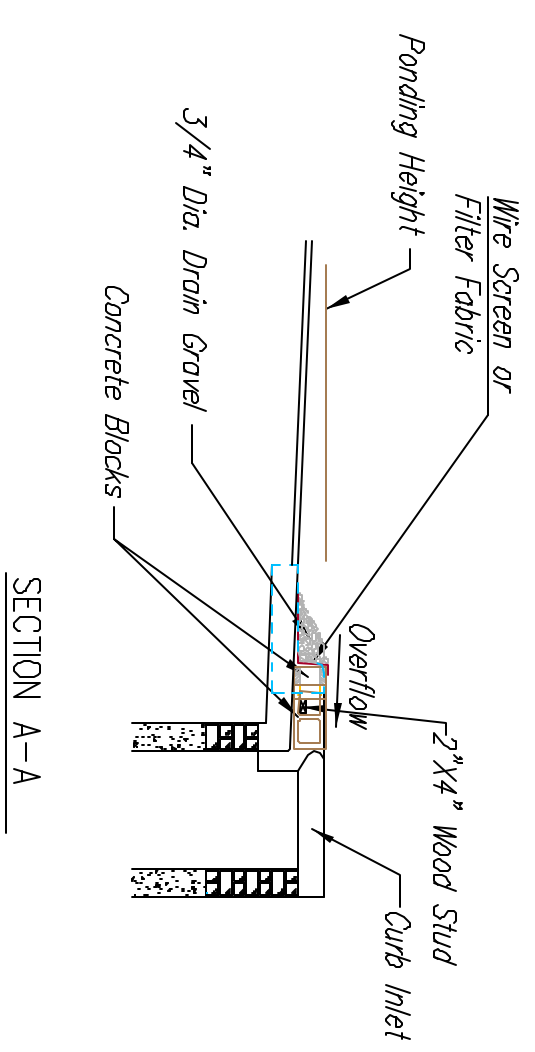 Wire Screen or
Filter Fabric
Ponding Height
3/4" Dia. Drain Gravel
Concrete Blocks
Overflow
2"X4" Wood Stud
Curb Inlet
SECTION A-A